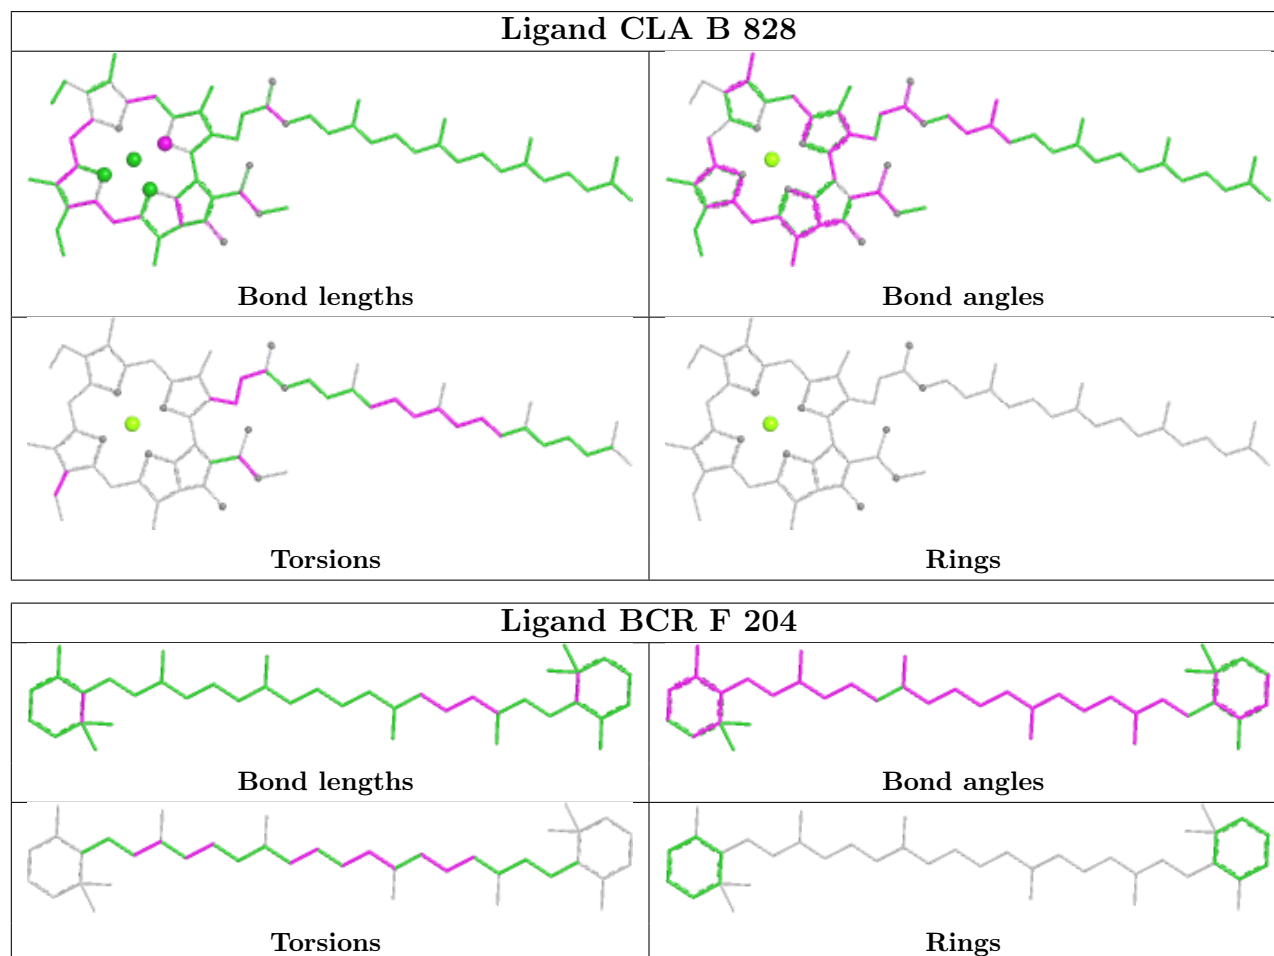 Ligand CLA B 828
Bond lengths
Bond angles
Torsions
Rings
Ligand BCR F 204
Bond lengths
Bond angles
Torsions
Rings